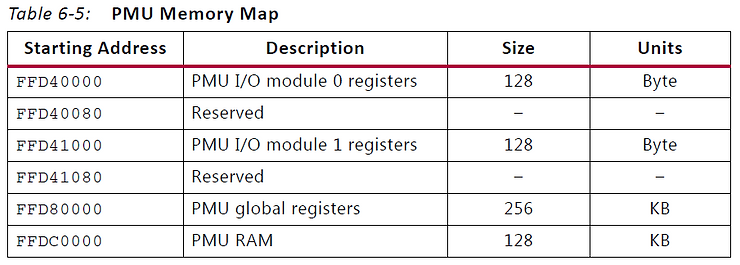 Table 6-5: PMU Memory Map
Starting Address Description Size Units
FFD40000 PMU I/O module 0 registers 128 Byte
FFD40080 Reserved – –
FFD41000 PMU I/O module 1 registers 128 Byte
FFD41080 Reserved – –
FFD80000 PMU global registers 256 KB
FFDC0000 PMU RAM 128 KB